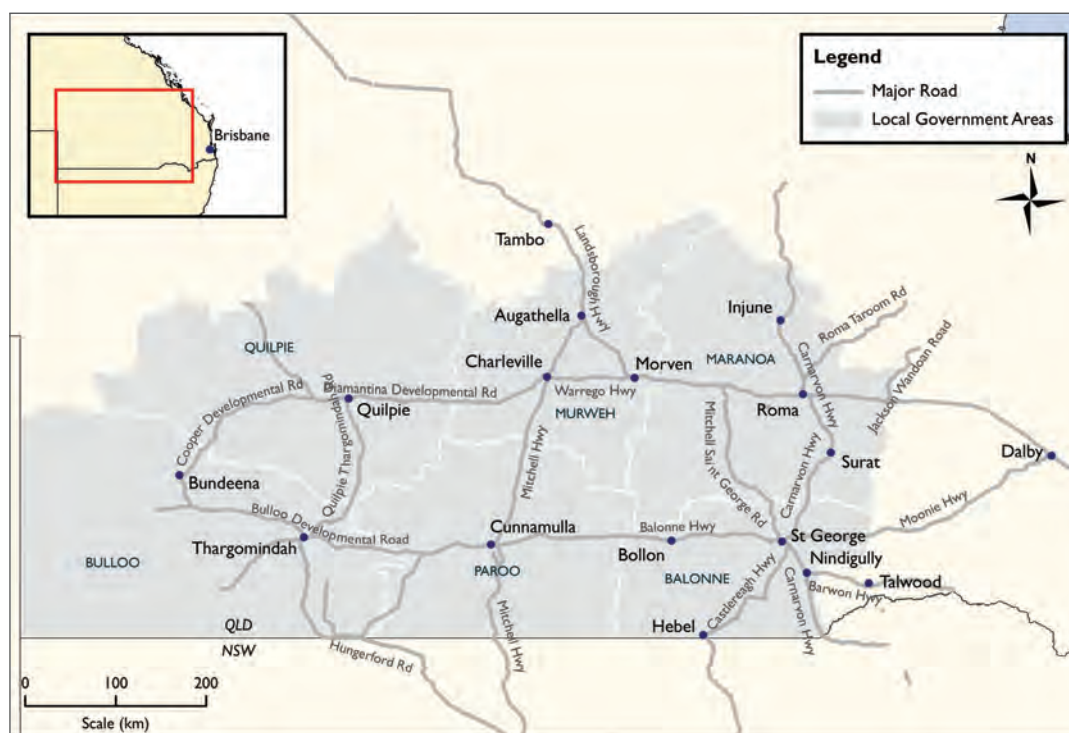 Brisbane
Legend
Major Road
Local Government Areas
N
Tambo
Landsborough Hwy
Augathella
Injune
Roma Taroom Rd
QUILPIE
Charleville
Morven
MARANOA
Carnarvon Hwy
Jackson Wandoan Road
Diamantina Developmental Rd
Warrego Hwy
Cooper Developmental Rd
Quilpie
MURWEH
Roma
Quilpie Thargomindah Rd
Mitchell Hwy
Mitchell Saint George Rd
Surat
Dalby
Bundeena
Carnarvon Hwy
Moonie Hwy
Bulloo Developmental Road
Cunnamulla
Balonne Hwy
St George
Thargomindah
Bollon
Nindigully
BULLOO
PAROO
BALONNE
Talwood
Barwon Hwy
Castlereagh Hwy
Carnarvon Hwy
Hebel
Mitchell Hwy
QLD
NSW
Hungerford Rd
0 100 200
Scale (km)